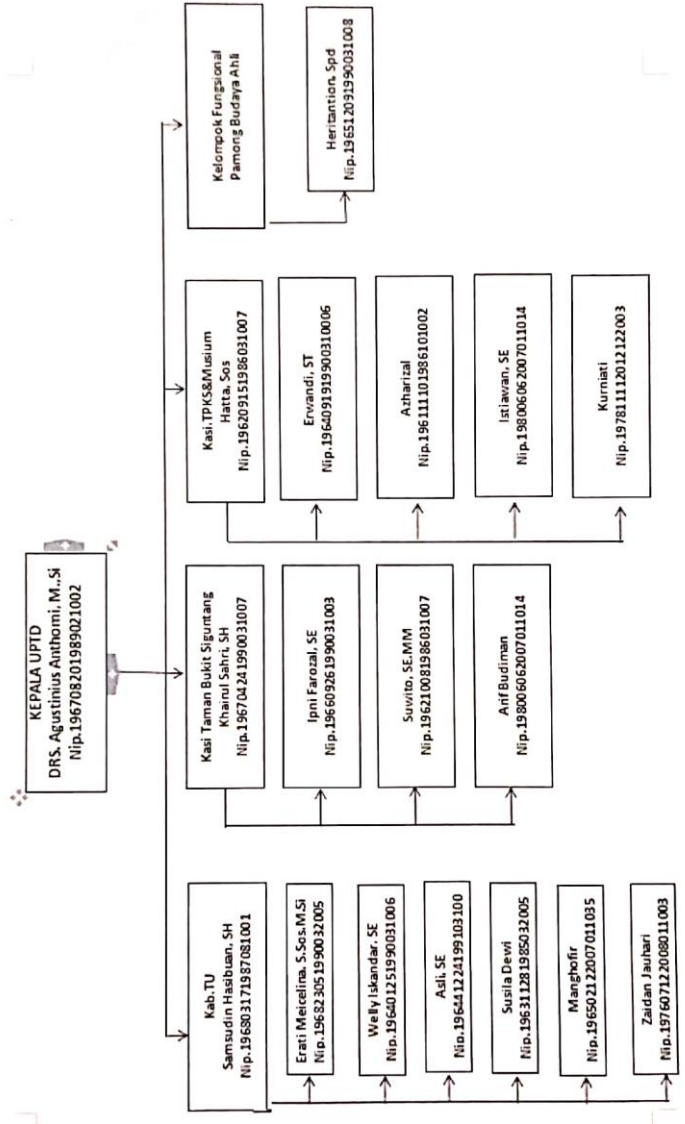 KEPALA UPTD
DRS. Agustinius Anthomi, M.,Si
Nip.196708201989021002
Kab.TU
Samsudin Hasibuan, SH
Nip.196803171987081001
Erati Meicelina. S.Sos.M.Si
Nip.196823051990032005
Welly Iskandar. SE
Nip.196401251990031006
Asli. SE
Nip.196441224199103100
Susila Dewi
Nip.196311281985032005
Manghofir
Nip.196502122007011035
Zaidan Jauhari
Nip.197607122008011003
Kasi Taman Bukit Siguntang
Khairul Sahri, SH
Nip.196704241990031007
Ipni Farozal, SE
Nip.196609261990031003
Suwito, SE.MM
Nip.196210081986031007
Arif Budiman
Nip.198006062007011014
Kasi.TPKS&Musium
Hatta, Sos
Nip.196209151986031007
Erwandi, ST
Nip.1964091919900310006
Azharizal
Nip.196111101986101002
Istiawan, SE
Nip.198006062007011014
Kurniati
Nip.197811112012122003
Kelompok Fungsional
Pamong Budaya Ahli
Heritantion, Spd
Nip.196512091990031008